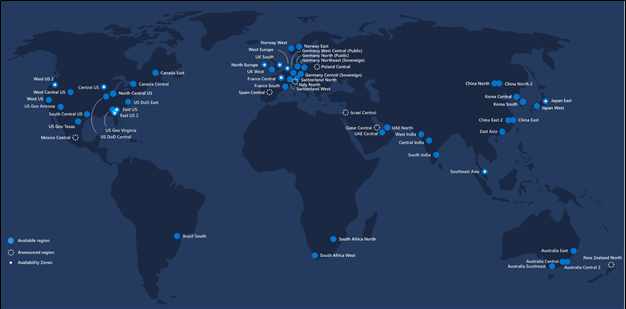 Norway West
Norway East
West Europe
Germany West Central (Public)
Germany North (Public)
UK South
Germany Northeast (Sovereign)
North Europe
Poland Central
UK West
Germany Central (Sovereign)
France Central
Switzerland North
Italy North
France South
Switzerland West
Spain Central
Canada East
West US 2
Canada Central
Central US
West Central US
North Central US
West US
US DoD East
US Gov Arizona
East US
South Central US
East US 2
US Gov Texas
US Gov Virginia
US DoD Central
Mexico Central
Israel Central
Qatar Central
UAE North
UAE Central
West India
Central India
South India
China North
China North 2
Korea Central
Korea South
Japan East
Japan West
China East 2
China East
East Asia
Southeast Asia
Brazil South
South Africa North
South Africa West
Australia East
New Zealand North
Australia Central
Australia Southeast
Australia Central 2
Available region
Announced region
Availability Zones